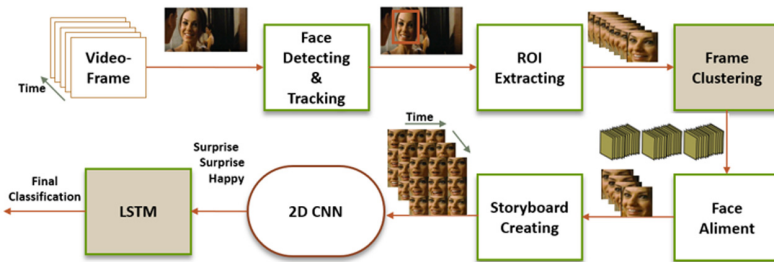 Video-
Frame
Time
Face
Detecting
&
Tracking
ROI
Extracting
Frame
Clustering
Face
Aliment
Storyboard
Creating
Time
2D CNN
Surprise
Surprise
Happy
LSTM
Final
Classification